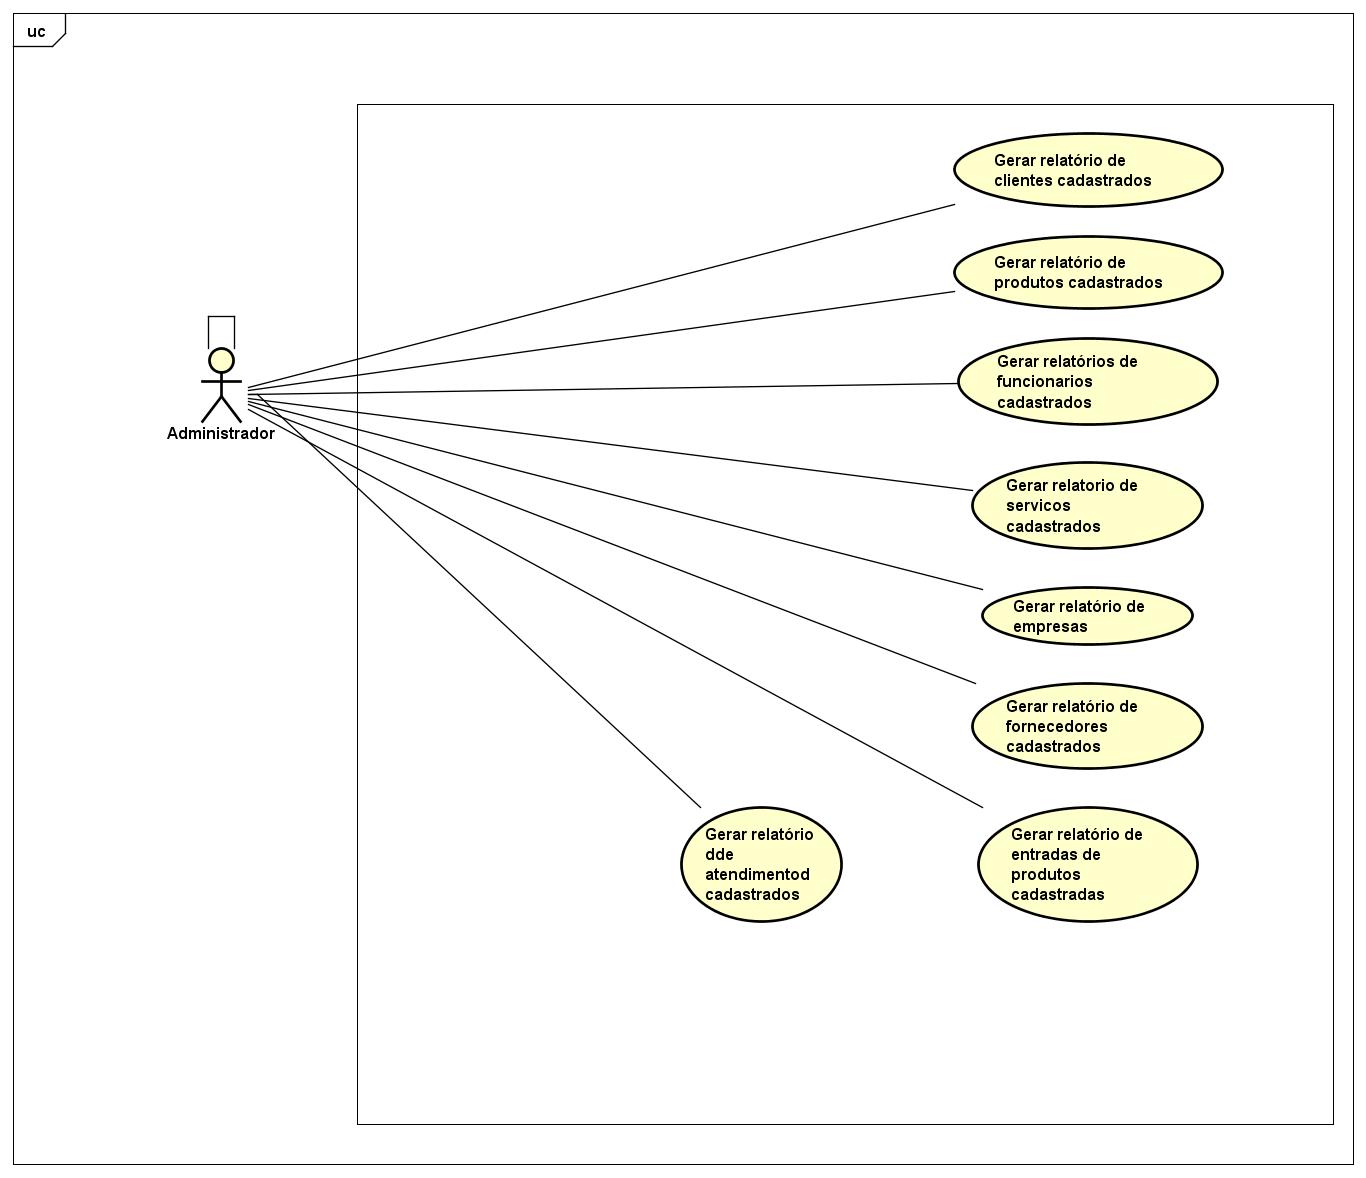 uc
Gerar relatório de
clientes cadastrados
Gerar relatório de
produtos cadastrados
Gerar relatórios de
funcionarios
cadastrados
Administrador
Gerar relatorio de
servicos
cadastrados
Gerar relatório de
empresas
Gerar relatório de
fornecedores
cadastrados
Gerar relatório
dde
atendimentod
cadastrados
Gerar relatório de
entradas de
produtos
cadastradas